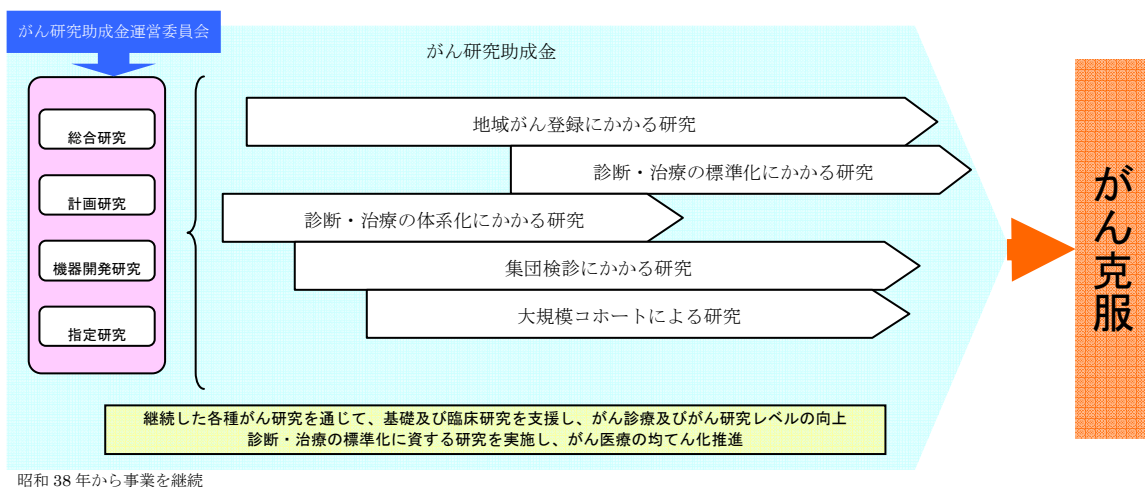 がん研究助成金運営委員会
がん研究助成金
総合研究
計画研究
機器開発研究
指定研究
地域がん登録にかかる研究
診断・治療の標準化にかかる研究
診断・治療の体系化にかかる研究
集団検診にかかる研究
大規模コホートによる研究
継続した各種がん研究を通じて、基礎及び臨床研究を支援し、がん診療及びがん研究レベルの向上
診断・治療の標準化に資する研究を実施し、がん医療の均てん化推進
がん克服
昭和 38 年から事業を継続